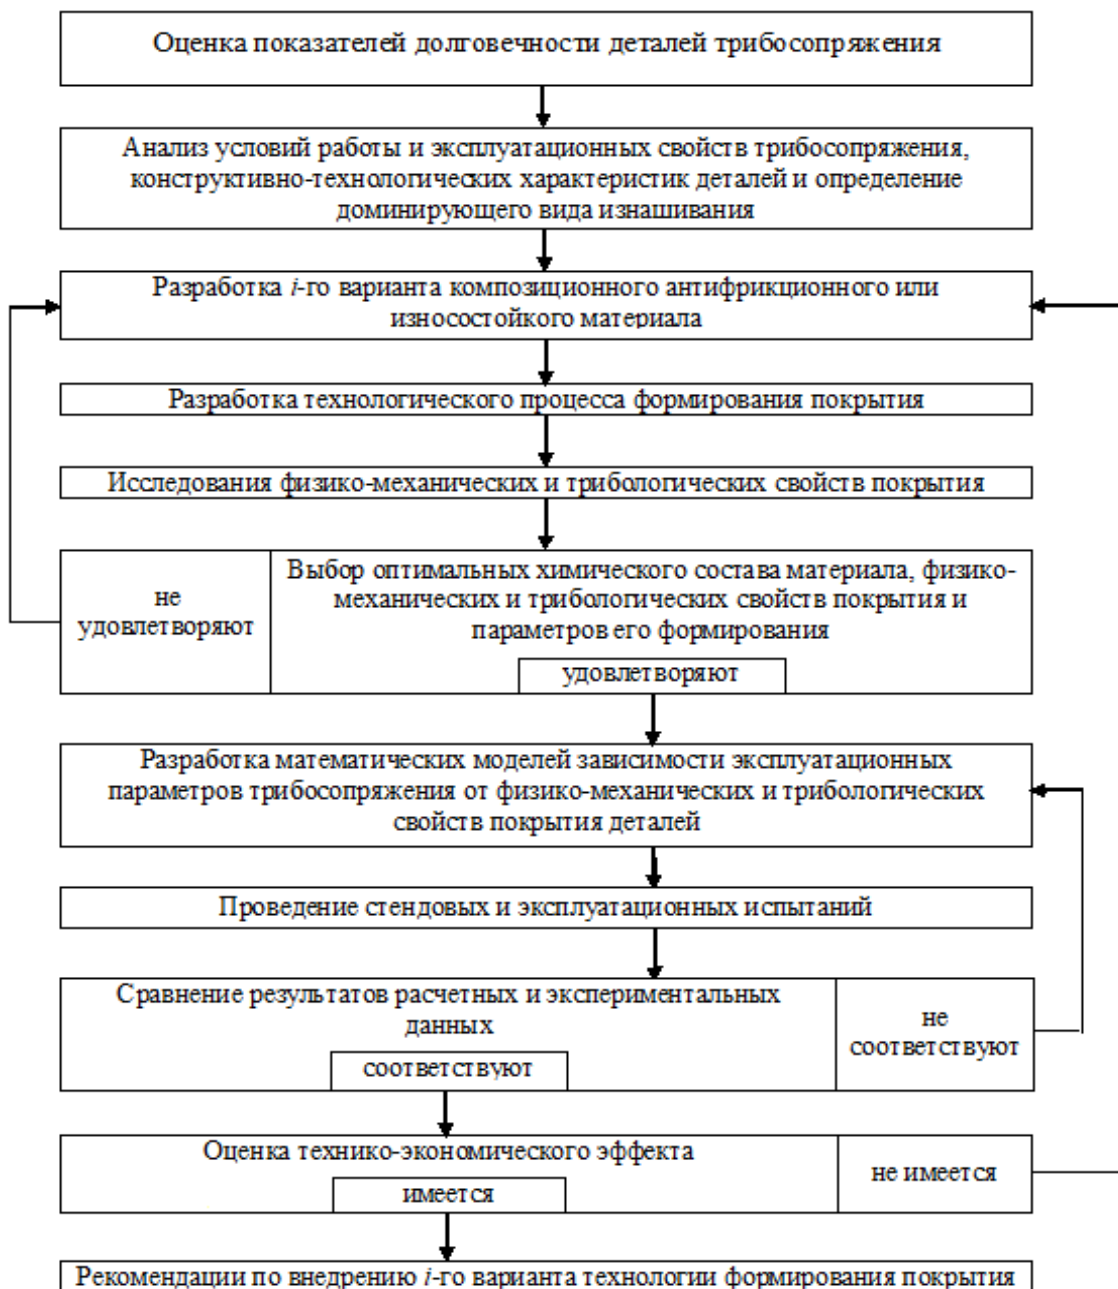 Оценка показателей долговечности деталей трибосопряжения
Анализ условий работы и эксплуатационных свойств трибосопряжения,
конструктивно-технологических характеристик деталей и определение
доминирующего вида изнашивания
Разработка i-го варианта композиционного антифрикционного или
износостойкого материала
Разработка технологического процесса формирования покрытия
Исследования физико-механических и трибологических свойств покрытия
не
удовлетворяют
Выбор оптимальных химического состава материала, физико-
механических и трибологических свойств покрытия и
параметров его формирования
удовлетворяют
Разработка математических моделей зависимости эксплуатационных
параметров трибосопряжения от физико-механических и трибологических
свойств покрытия деталей
Проведение стендовых и эксплуатационных испытаний
Сравнение результатов расчетных и экспериментальных
данных
соответствуют
не
соответствуют
Оценка технико-экономического эффекта
имеется
не имеется
Рекомендации по внедрению i-го варианта технологии формирования покрытия